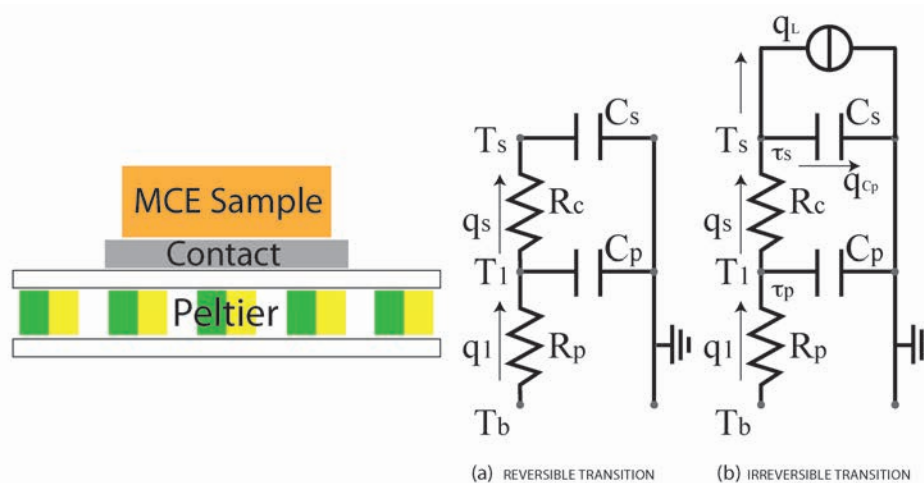 MCE Sample
Contact
Peltier
Ts
Cs
qs
Rc
T1
Cp
q1
Rp
Tb
(a) REVERSIBLE TRANSITION
qL
Ts
τs
Cs
qCp
qs
Rc
T1
τp
Cp
q1
Rp
Tb
(b) IRREVERSIBLE TRANSITION